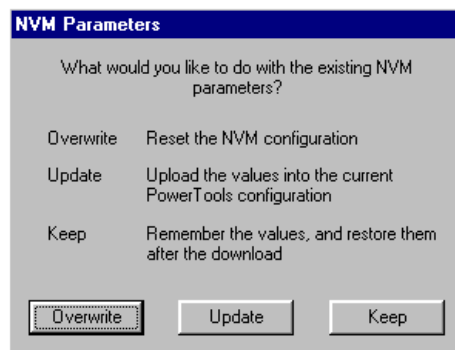 NVM Parameters
What would you like to do with the existing NVM
parameters?
Overwrite Reset the NVM configuration
Update Upload the values into the current
PowerTools configuration
Keep Remember the values, and restore them
after the download
Overwrite Update Keep